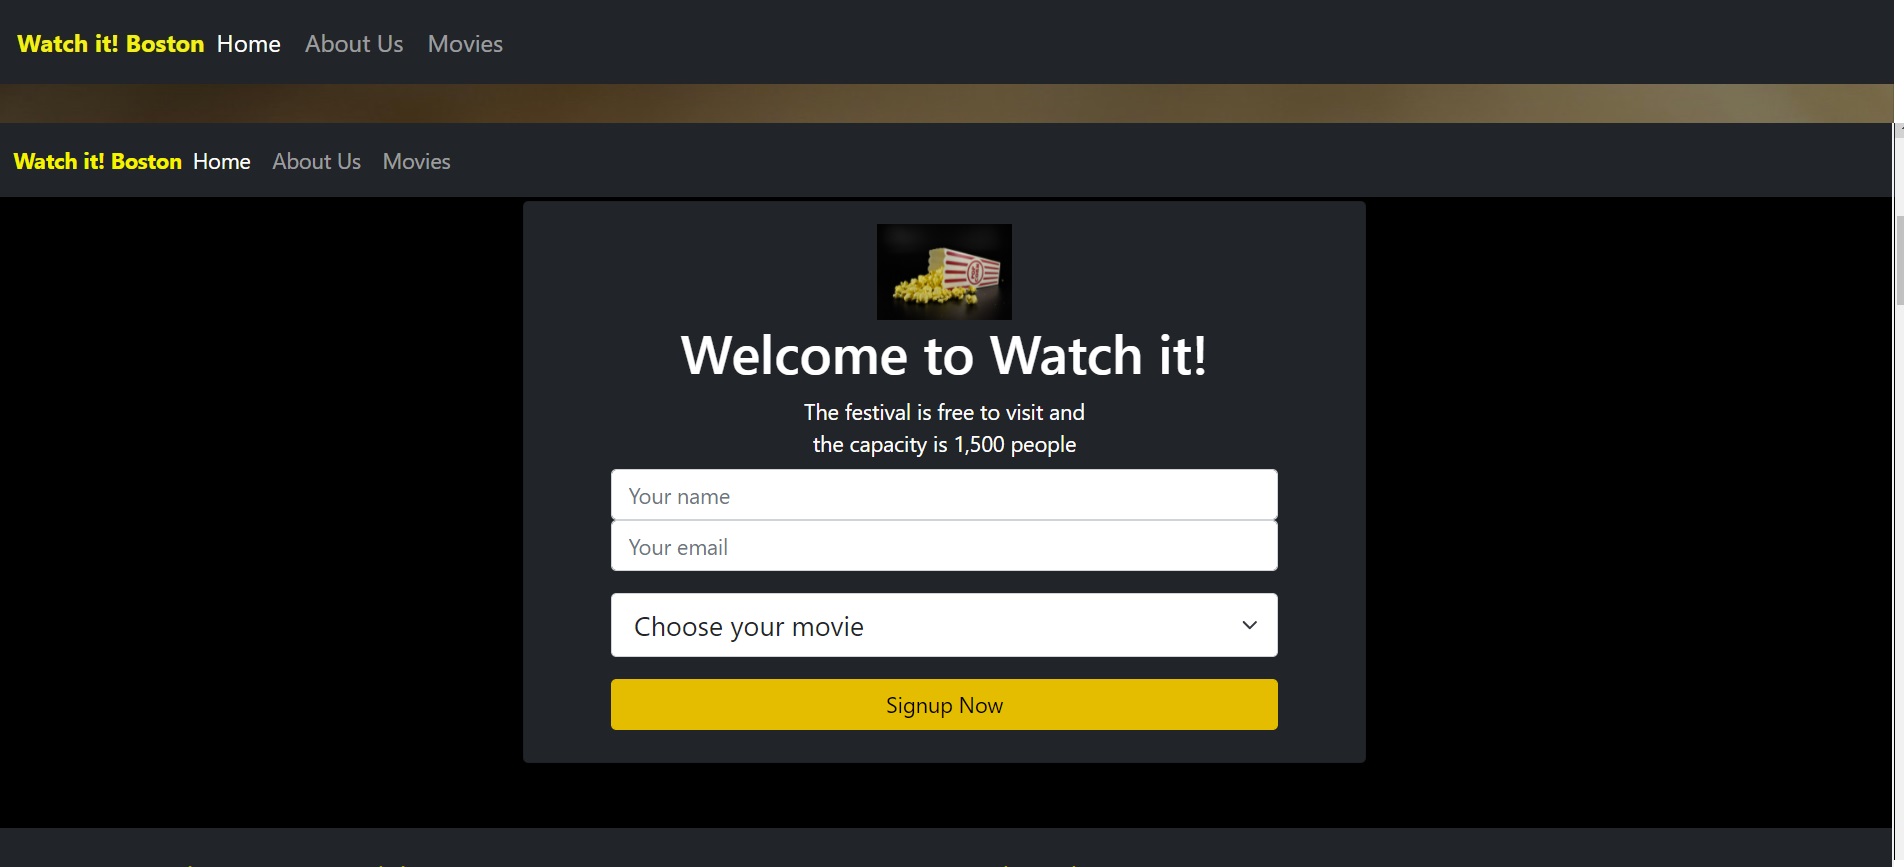 Watch it! Boston Home About Us Movies
Watch it! Boston Home About Us Movies
Welcome to Watch it!
The festival is free to visit and
the capacity is 1,500 people
Your name
Your email
Choose your movie
Signup Now